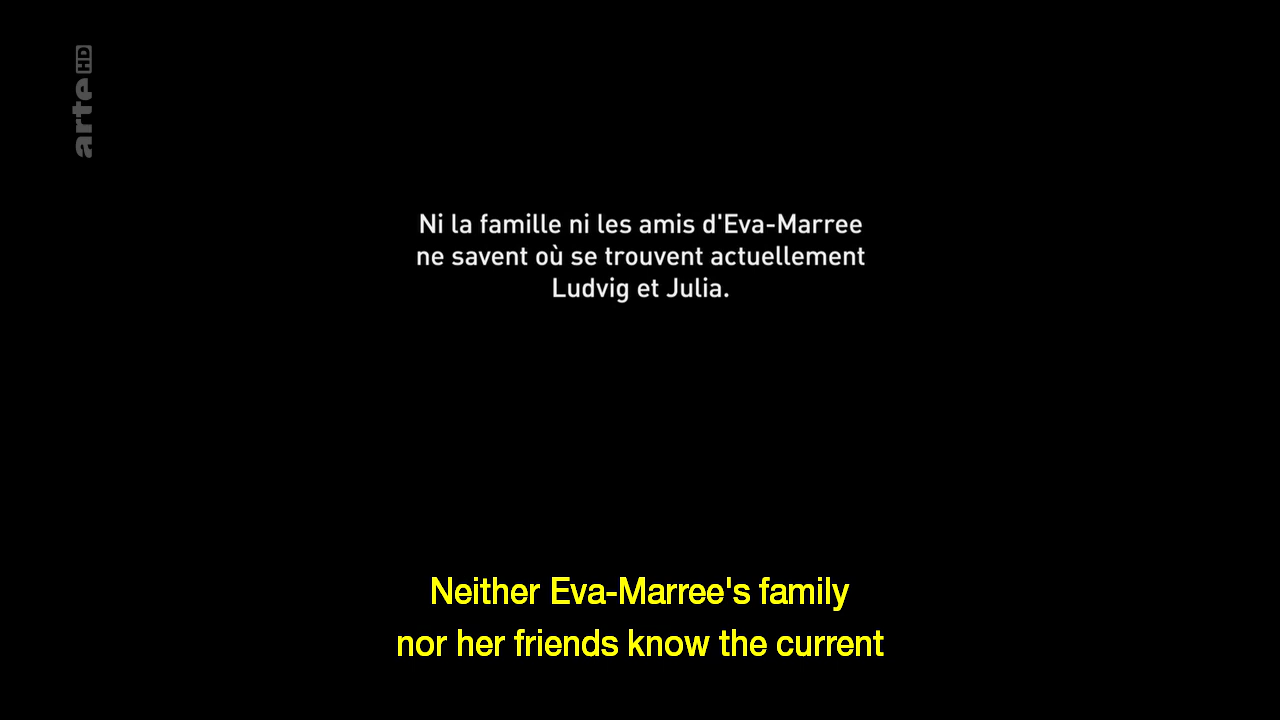 arte HD
Ni la famille ni les amis d'Eva-Marree
ne savent où se trouvent actuellement
Ludvig et Julia.
Neither Eva-Marree's family
nor her friends know the current